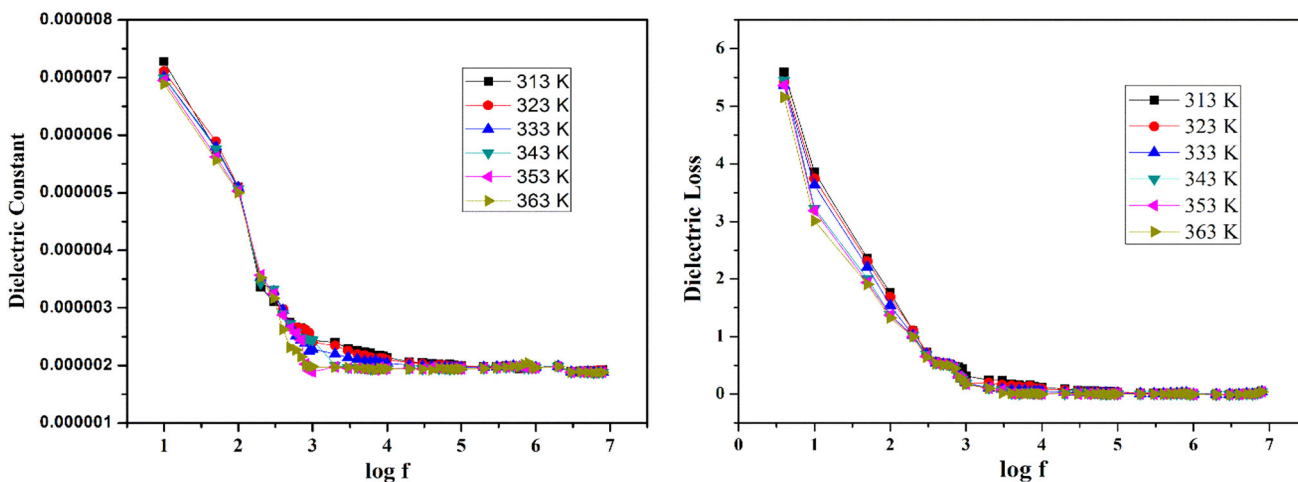 0.000008
0.000007
0.000006
0.000005
0.000004
0.000003
0.000002
0.000001
Dielectric Constant
313 K
323 K
333 K
343 K
353 K
363 K
1 2 3 4 5 6 7
log f
6
5
4
3
2
1
0
Dielectric Loss
313 K
323 K
333 K
343 K
353 K
363 K
0 1 2 3 4 5 6 7
log f